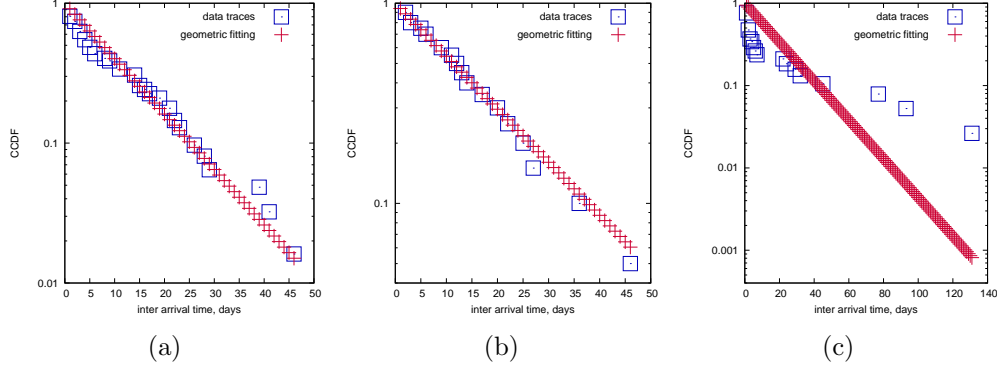 1
0.1
0.01
CCDF
0 5 10 15 20 25 30 35 40 45 50
inter arrival time, days
data traces
geometric fitting
(a)
1
0.1
CCDF
0 5 10 15 20 25 30 35 40 45 50
inter arrival time, days
data traces
geometric fitting
(b)
1
0.1
0.01
0.001
CCDF
0 20 40 60 80 100 120 140
inter arrival time, days
data traces
geometric fitting
(c)